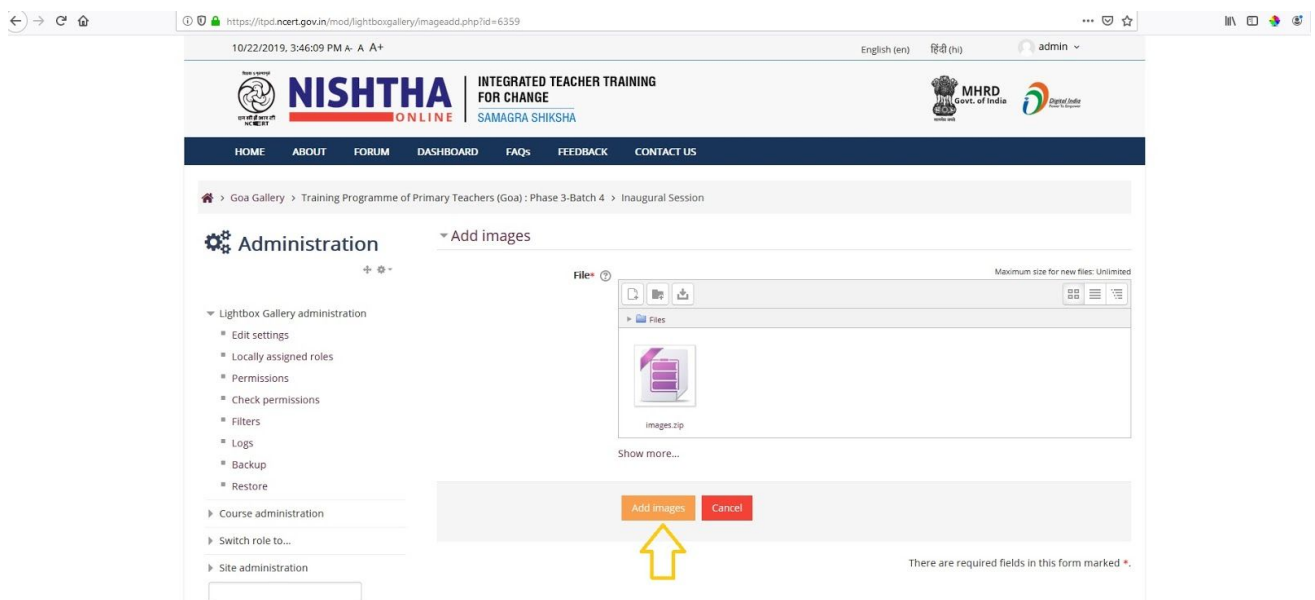 https://itpd.ncert.gov.in/mod/lightboxgallery/imageadd.php?id=6359
10/22/2019, 3:46:09 PM A- A A+
English (en) हिंदी (hi) admin
NCERT
NISHTHA
ONLINE
INTEGRATED TEACHER TRAINING
FOR CHANGE
SAMAGRA SHIKSHA
MHRD
Govt. of India
Digital India
HOME ABOUT FORUM DASHBOARD FAQs FEEDBACK CONTACT US
> Goa Gallery > Training Programme of Primary Teachers (Goa) : Phase 3-Batch 4 > Inaugural Session
Administration
Lightbox Gallery administration
Edit settings
Locally assigned roles
Permissions
Check permissions
Filters
Logs
Backup
Restore
Course administration
Switch role to...
Site administration
Add images
File*
Maximum size for new files: Unlimited
Files
images.zip
Show more...
Add images Cancel
There are required fields in this form marked *.